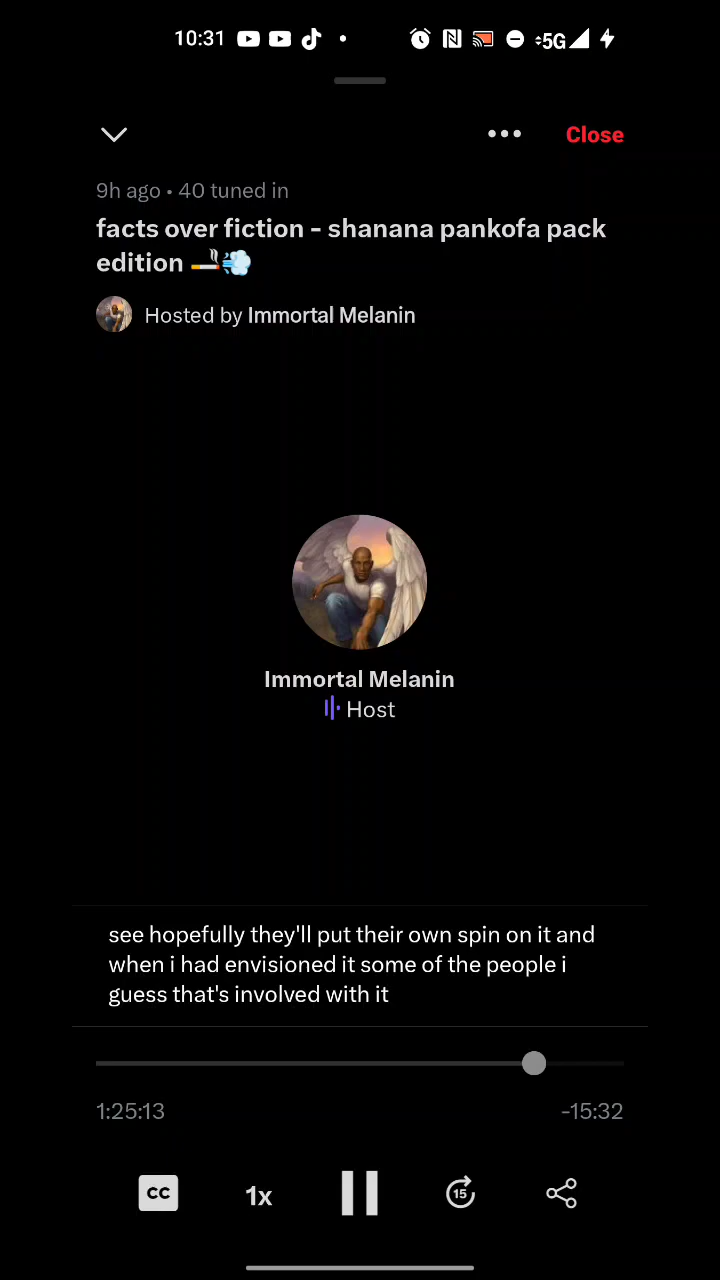 10:31
5G
Close
9h ago • 40 tuned in
facts over fiction - shanana pankofa pack
edition 🚬💨
Hosted by Immortal Melanin
Immortal Melanin
Host
see hopefully they'll put their own spin on it and
when i had envisioned it some of the people i
guess that's involved with it
1:25:13
-15:32
CC
1x
15